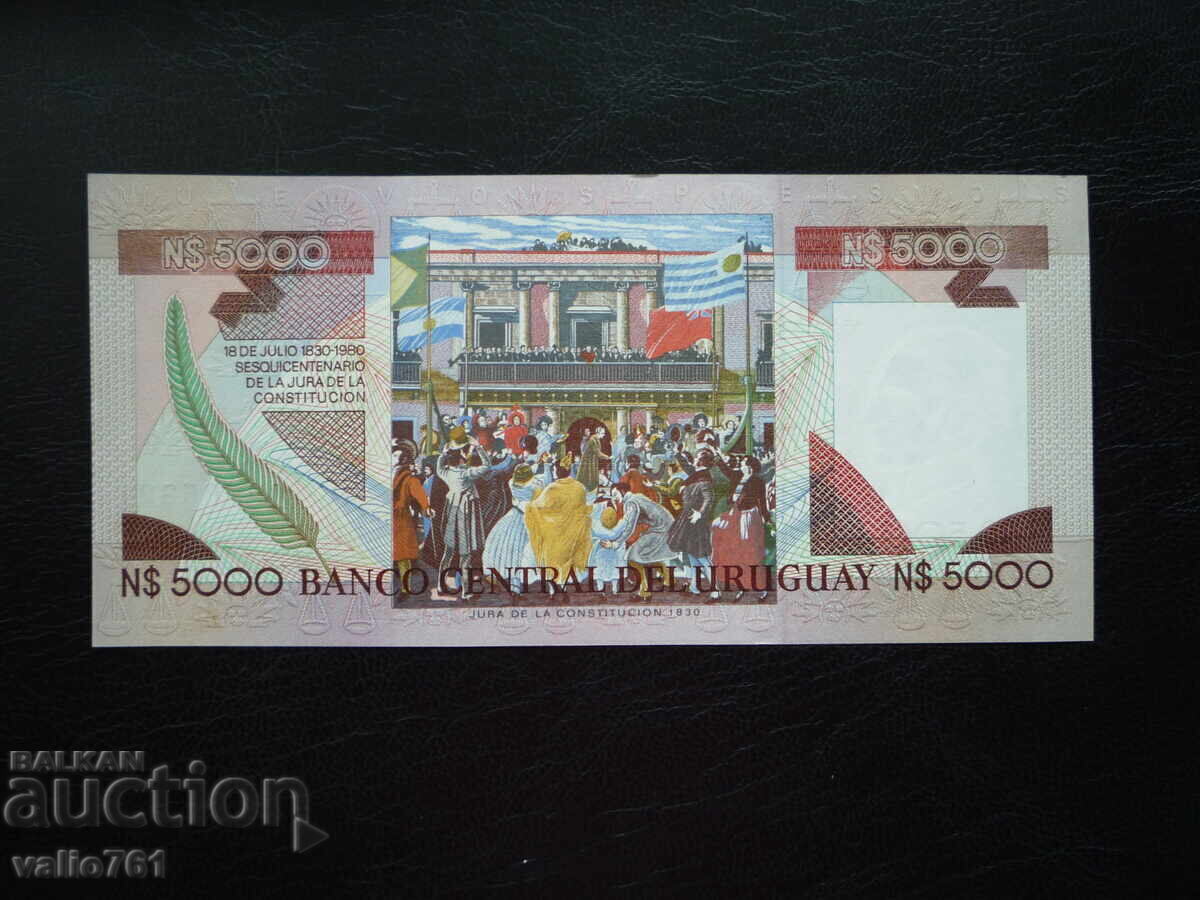 N$ 5000
N$ 5000
18 DE JULIO 1830-1980
SESQUICENTENARIO
DE LA JURA DE LA
CONSTITUCION
N$ 5000 BANCO CENTRAL DEL URUGUAY N$ 5000
JURA DE LA CONSTITUCION 1830
BALKAN
auction
valio761